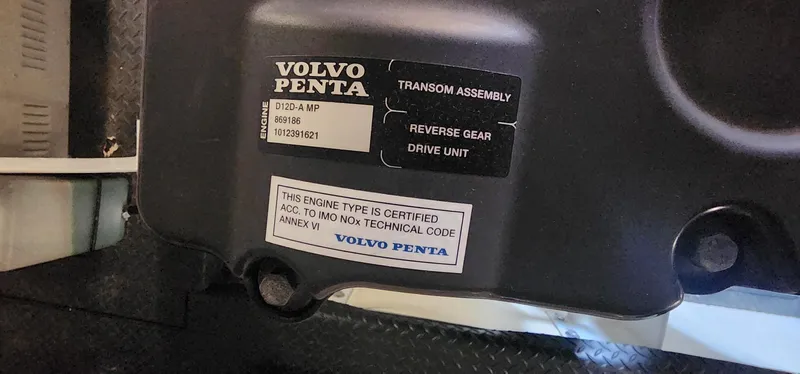 VOLVO
PENTA
ENGINE
D12D-A MP
869186
1012391621
TRANSOM ASSEMBLY
REVERSE GEAR
DRIVE UNIT
THIS ENGINE TYPE IS CERTIFIED
ACC. TO IMO NOx TECHNICAL CODE
ANNEX VI
VOLVO PENTA